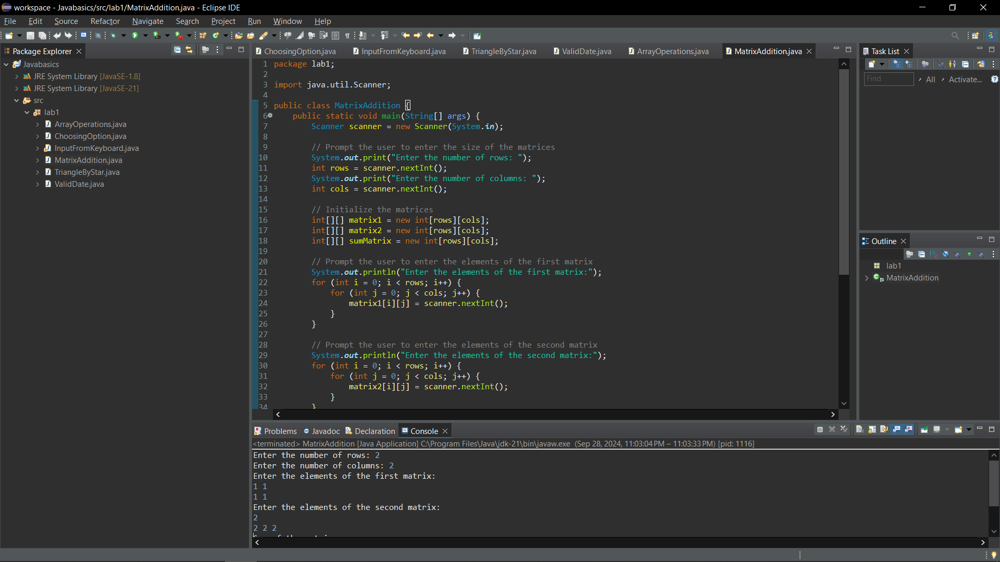 workspace - Javabasics/src/lab1/MatrixAddition.java - Eclipse IDE
File Edit Source Refactor Navigate Search Project Run Window Help
Package Explorer
Javabasics
JRE System Library [JavaSE-1.8]
JRE System Library [JavaSE-21]
src
lab1
ArrayOperations.java
ChoosingOption.java
InputFromKeyboard.java
MatrixAddition.java
TriangleByStar.java
ValidDate.java
ChoosingOption.java InputFromKeyboard.java TriangleByStar.java ValidDate.java ArrayOperations.java MatrixAddition.java
1 package lab1;
2
3 import java.util.Scanner;
4
5 public class MatrixAddition {
6 public static void main(String[] args) {
7 Scanner scanner = new Scanner(System.in);
8
9 // Prompt the user to enter the size of the matrices
10 System.out.print("Enter the number of rows: ");
11 int rows = scanner.nextInt();
12 System.out.print("Enter the number of columns: ");
13 int cols = scanner.nextInt();
14
15 // Initialize the matrices
16 int[][] matrix1 = new int[rows][cols];
17 int[][] matrix2 = new int[rows][cols];
18 int[][] sumMatrix = new int[rows][cols];
19
20 // Prompt the user to enter the elements of the first matrix
21 System.out.println("Enter the elements of the first matrix:");
22 for (int i = 0; i < rows; i++) {
23 for (int j = 0; j < cols; j++) {
24 matrix1[i][j] = scanner.nextInt();
25 }
26 }
27
28 // Prompt the user to enter the elements of the second matrix
29 System.out.println("Enter the elements of the second matrix:");
30 for (int i = 0; i < rows; i++) {
31 for (int j = 0; j < cols; j++) {
32 matrix2[i][j] = scanner.nextInt();
33 }
34 }
Task List
Find All Activate...
Outline
lab1
MatrixAddition
Problems Javadoc Declaration Console
<terminated> MatrixAddition [Java Application] C:\Program Files\Java\jdk-21\bin\javaw.exe (Sep 28, 2024, 11:03:04 PM – 11:03:33 PM) [pid: 1116]
Enter the number of rows: 2
Enter the number of columns: 2
Enter the elements of the first matrix:
1 1
1 1
Enter the elements of the second matrix:
2
2 2 2